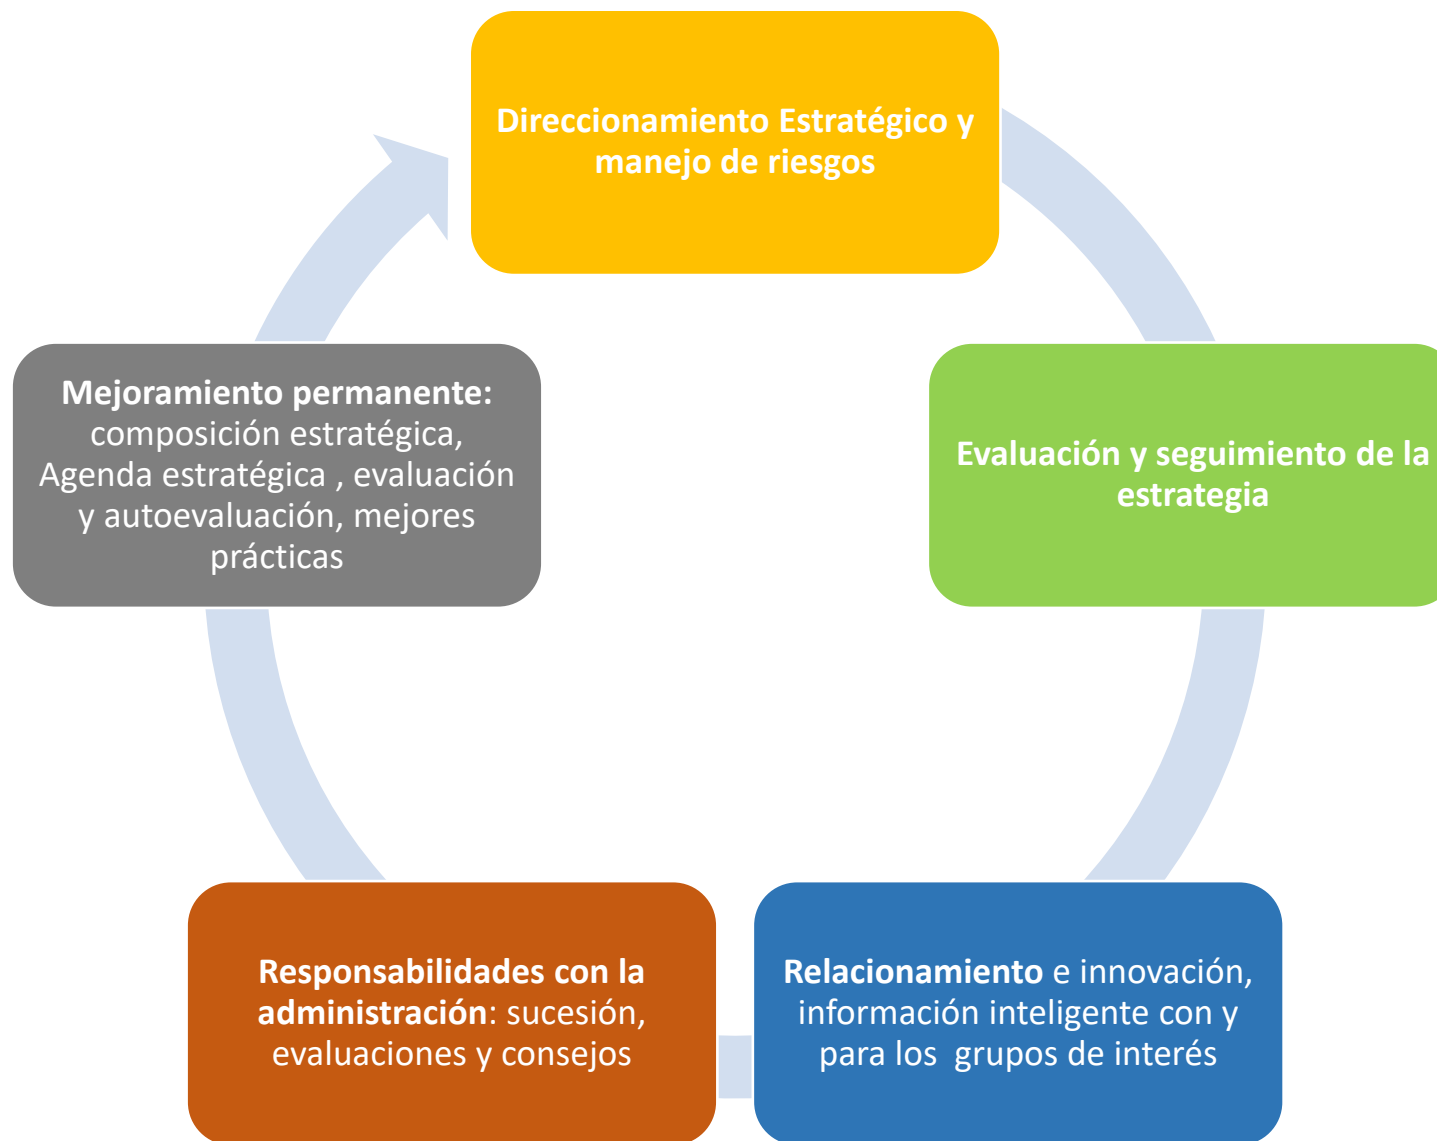 Direccionamiento Estratégico y
manejo de riesgos
Evaluación y seguimiento de la
estrategia
Relacionamiento e innovación,
información inteligente con y
para los grupos de interés
Responsabilidades con la
administración: sucesión,
evaluaciones y consejos
Mejoramiento permanente:
composición estratégica,
Agenda estratégica , evaluación
y autoevaluación, mejores
prácticas